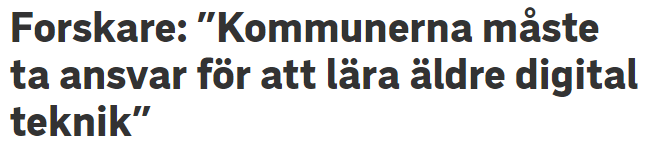 Forskare: ”Kommunerna måste
ta ansvar för att lära äldre digital
teknik”